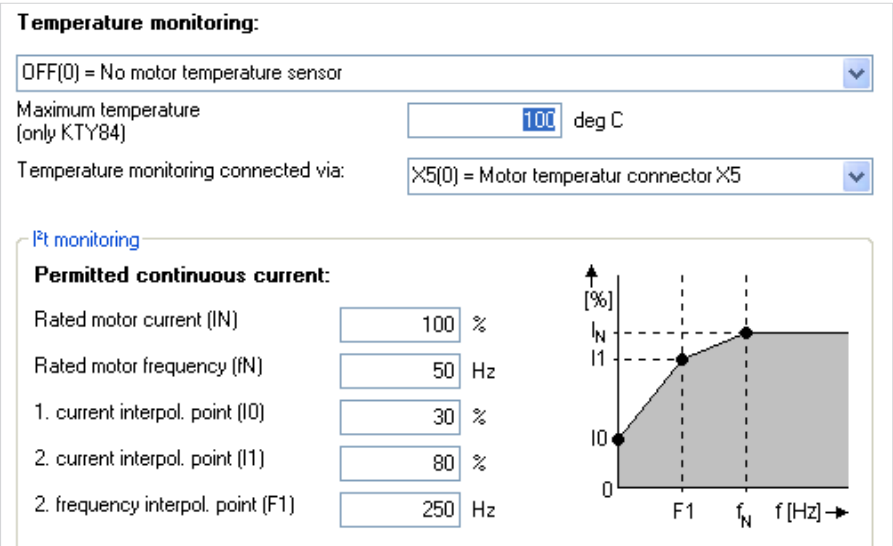 Temperature monitoring:
OFF(0) = No motor temperature sensor
Maximum temperature
(only KTY84)
100 deg C
Temperature monitoring connected via:
X5(0) = Motor temperatur connector X5
I²t monitoring
Permitted continuous current:
Rated motor current (IN) 100 %
Rated motor frequency (fN) 50 Hz
1. current interpol. point (I0) 30 %
2. current interpol. point (I1) 80 %
2. frequency interpol. point (F1) 250 Hz
[%]
IN
I1
I0
0
F1 fN f [Hz]